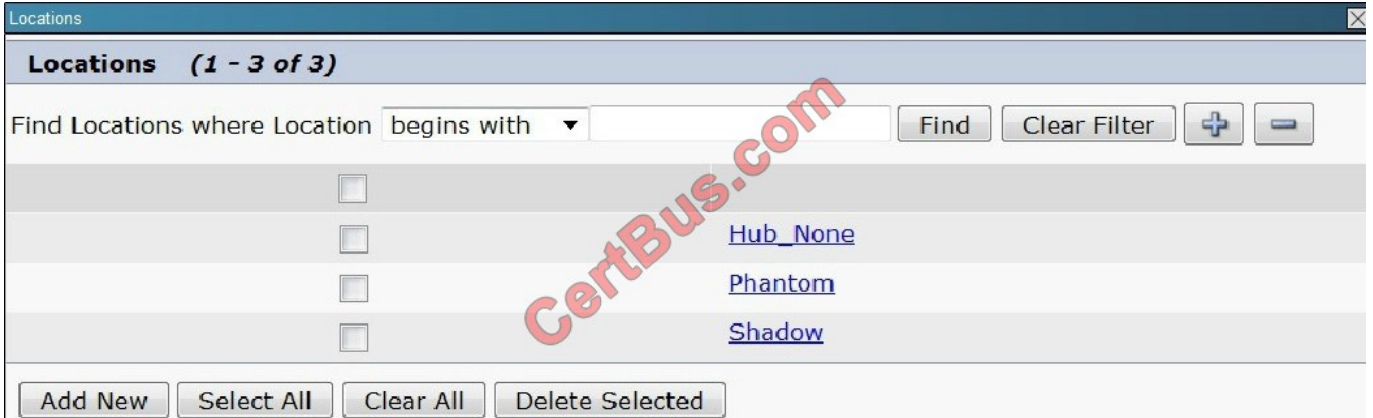 Locations
Locations (1 - 3 of 3)
Find Locations where Location begins with Find Clear Filter
Hub_None
Phantom
Shadow
Add New Select All Clear All Delete Selected
CertBus.com